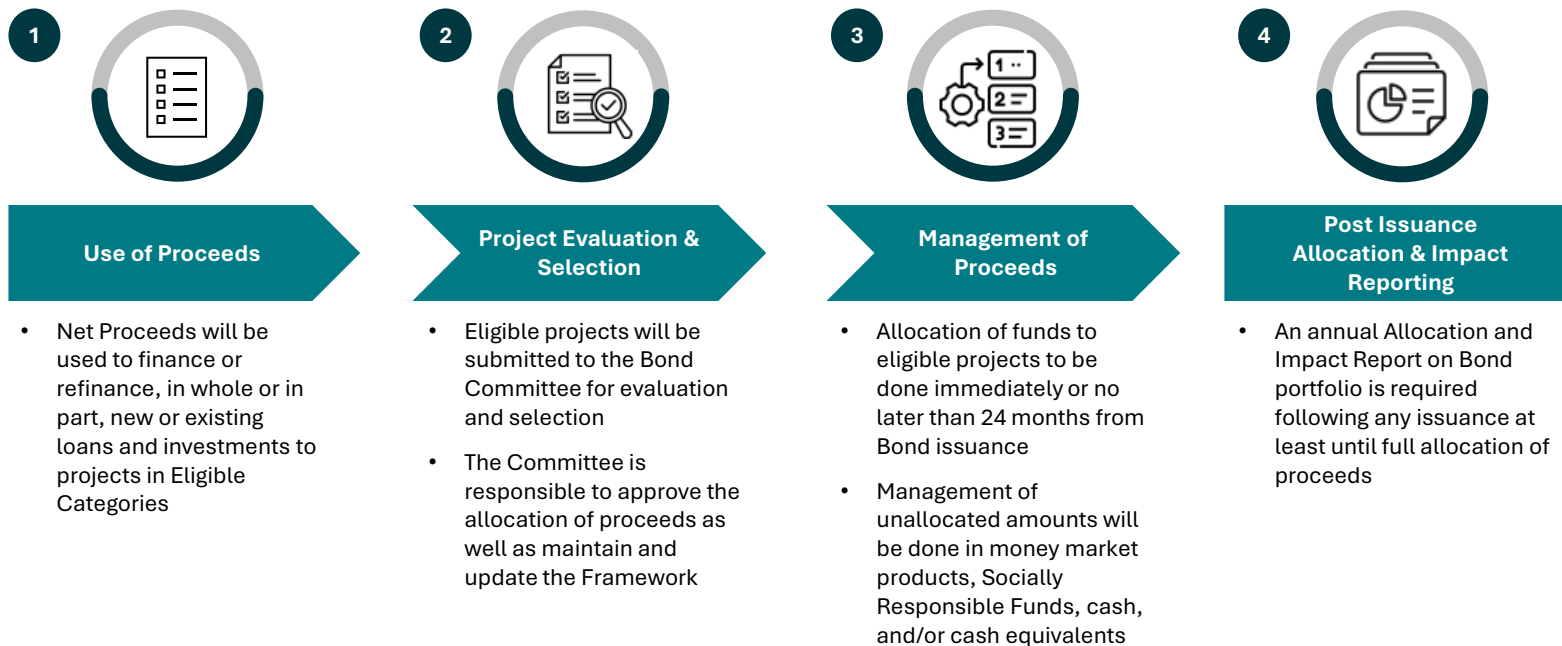 1
Use of Proceeds
• Net Proceeds will be
used to finance or
refinance, in whole or in
part, new or existing
loans and investments to
projects in Eligible
Categories
2
Project Evaluation &
Selection
• Eligible projects will be
submitted to the Bond
Committee for evaluation
and selection
• The Committee is
responsible to approve the
allocation of proceeds as
well as maintain and
update the Framework
3
1
2
3
Management of
Proceeds
• Allocation of funds to
eligible projects to be
done immediately or no
later than 24 months from
Bond issuance
• Management of
unallocated amounts will
be done in money market
products, Socially
Responsible Funds, cash,
and/or cash equivalents
4
Post Issuance
Allocation & Impact
Reporting
• An annual Allocation and
Impact Report on Bond
portfolio is required
following any issuance at
least until full allocation of
proceeds